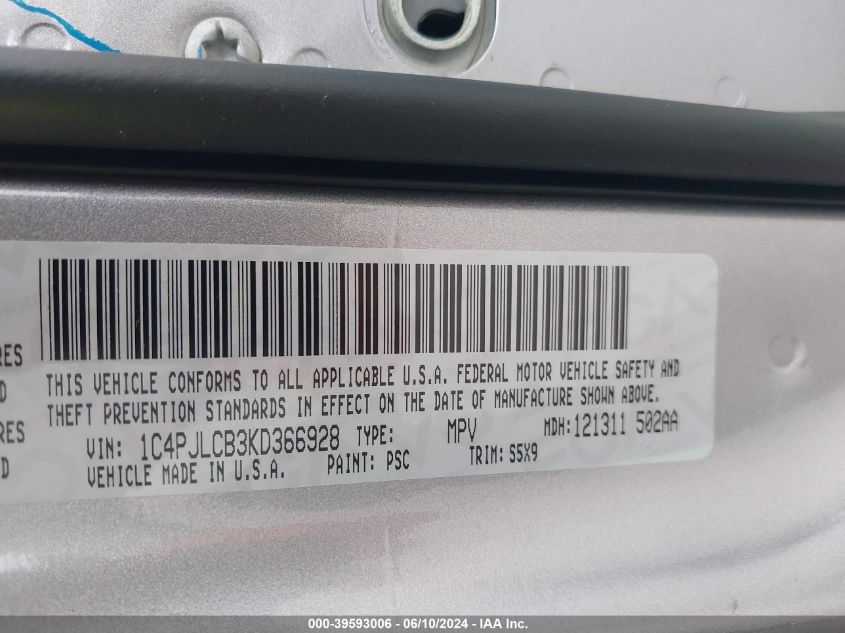 RES
D
RES
D
THIS VEHICLE CONFORMS TO ALL APPLICABLE U.S.A. FEDERAL MOTOR VEHICLE SAFETY AND
THEFT PREVENTION STANDARDS IN EFFECT ON THE DATE OF MANUFACTURE SHOWN ABOVE.
VIN: 1C4PJLCB3KD366928 TYPE: MPV MDH:121311 502AA
VEHICLE MADE IN U.S.A. PAINT: PSC TRIM: S5X9
000-39593006 - 06/10/2024 - IAA Inc.